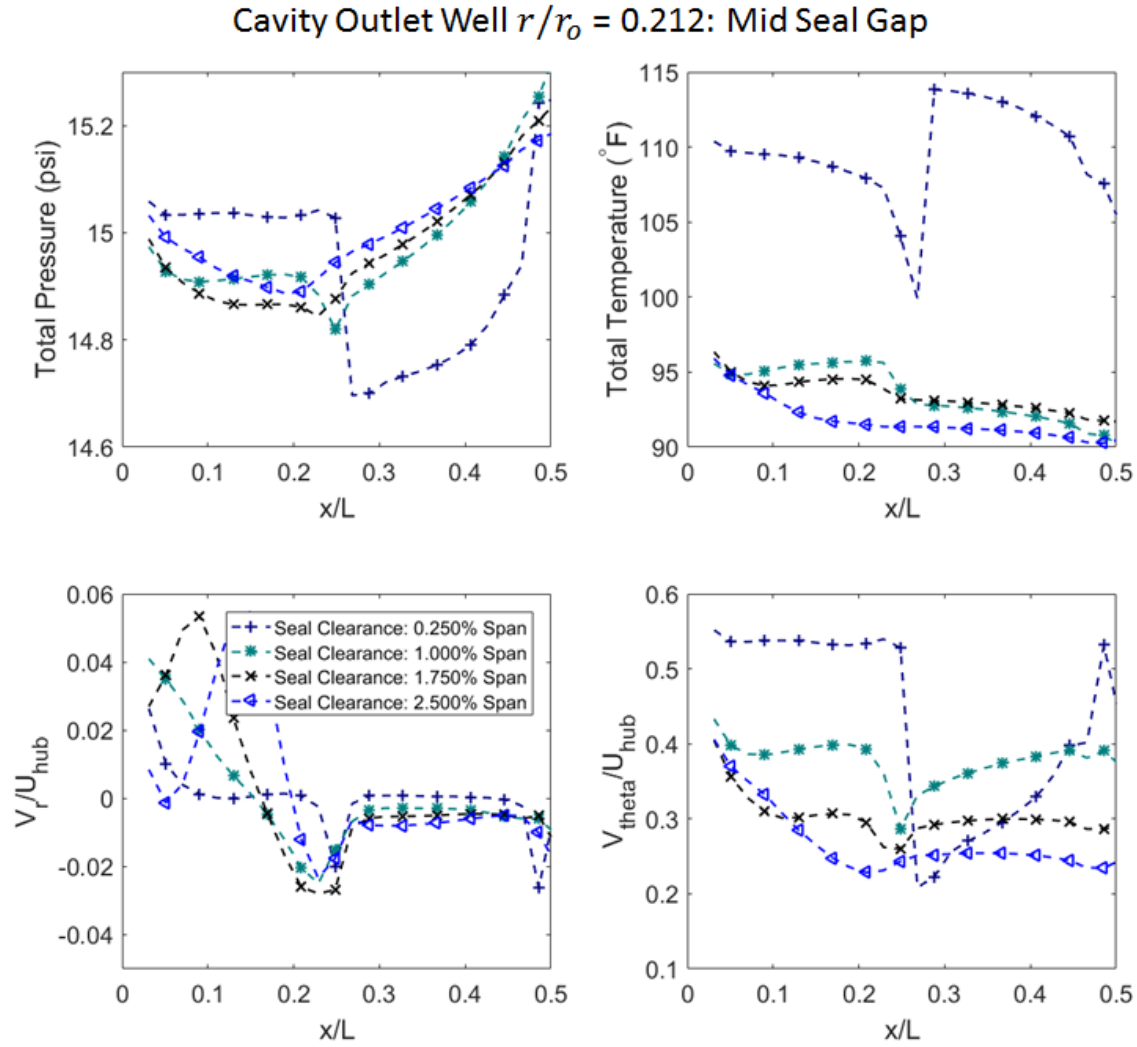 Cavity Outlet Well r/r₀ = 0.212: Mid Seal Gap
Total Pressure (psi)
15.2
15
14.8
14.6
0 0.1 0.2 0.3 0.4 0.5
x/L
Total Temperature (°F)
115
110
105
100
95
90
0 0.1 0.2 0.3 0.4 0.5
x/L
V_r/U_hub
0.06
0.04
0.02
0
-0.02
-0.04
Seal Clearance: 0.250% Span
Seal Clearance: 1.000% Span
Seal Clearance: 1.750% Span
Seal Clearance: 2.500% Span
0 0.1 0.2 0.3 0.4 0.5
x/L
V_theta/U_hub
0.6
0.5
0.4
0.3
0.2
0.1
0 0.1 0.2 0.3 0.4 0.5
x/L